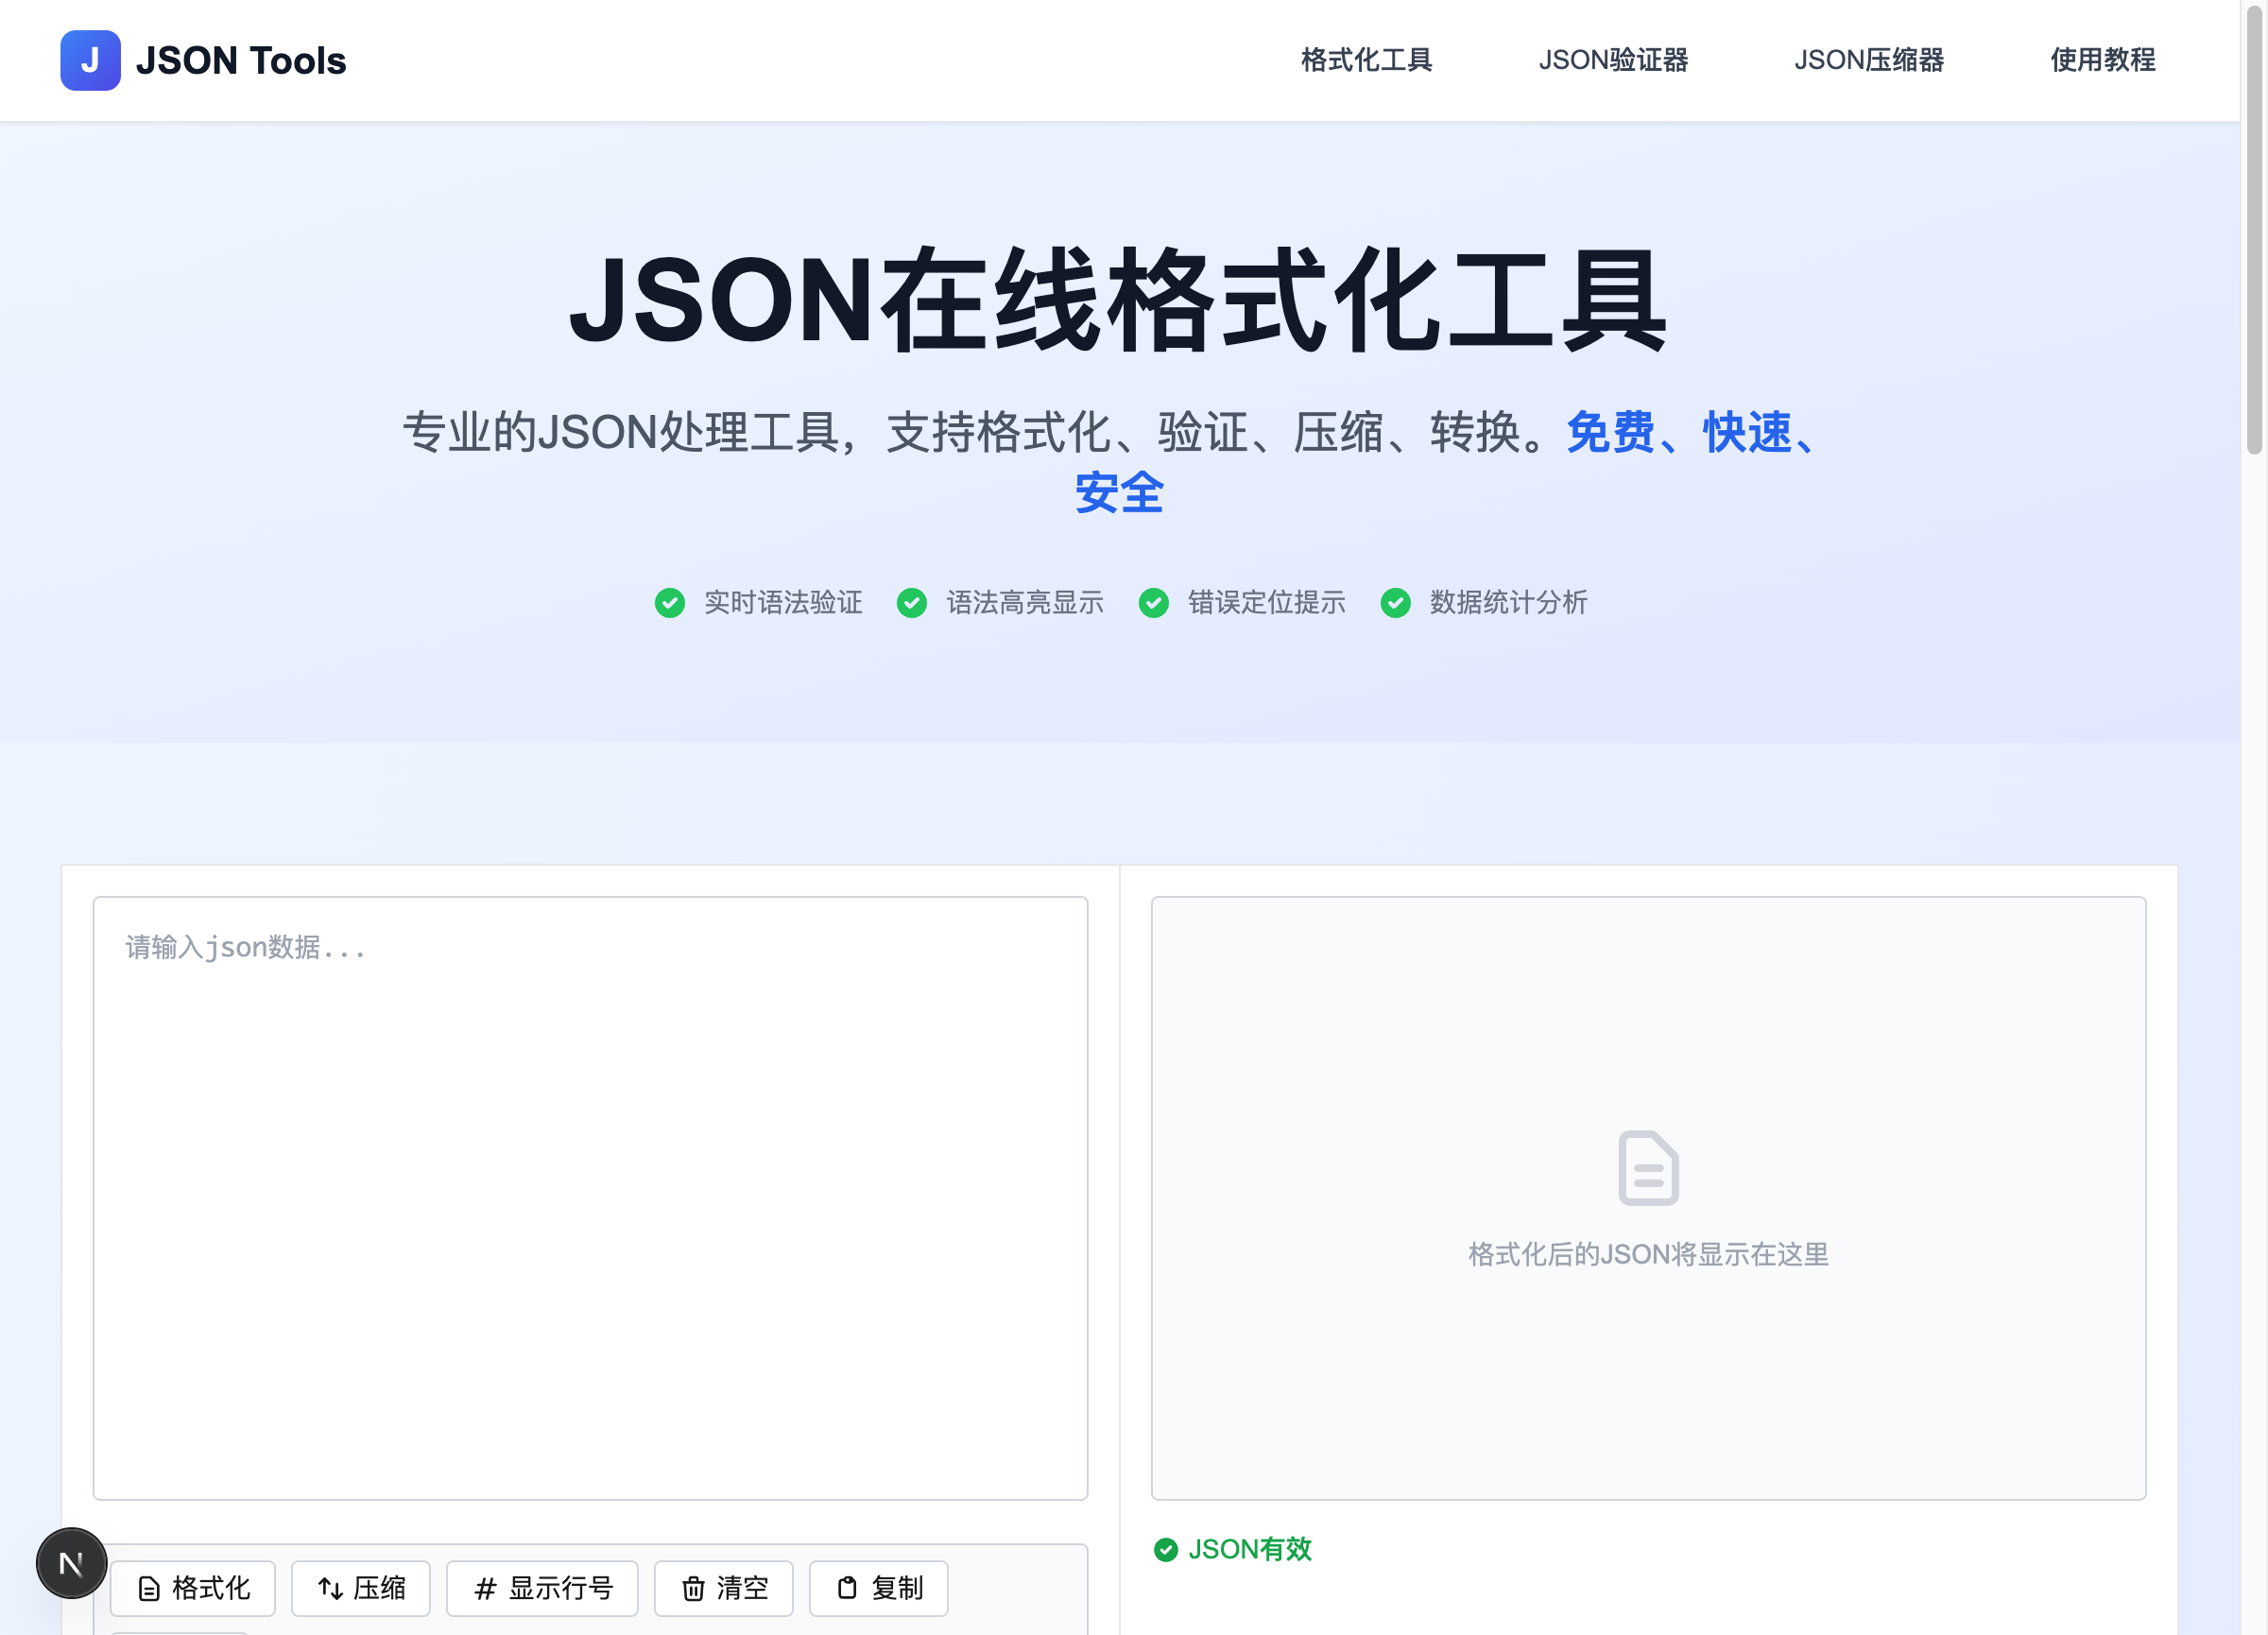 J JSON Tools
格式化工具
JSON验证器
JSON压缩器
使用教程
JSON在线格式化工具
专业的JSON处理工具，支持格式化、验证、压缩、转换。免费、快速、
安全
实时语法验证
语法高亮显示
错误定位提示
数据统计分析
请输入json数据...
格式化后的JSON将显示在这里
JSON有效
N
格式化
压缩
# 显示行号
清空
复制